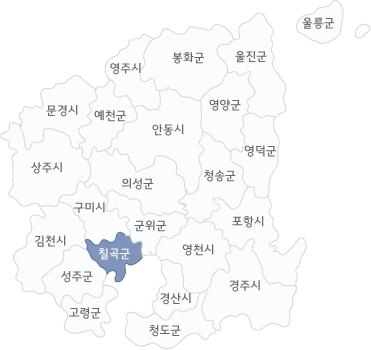 울릉군
봉화군
울진군
영주시
영양군
문경시
예천군
안동시
영덕군
상주시
의성군
청송군
구미시
군위군
포항시
김천시
칠곡군
영천시
성주군
경산시
경주시
고령군
청도군